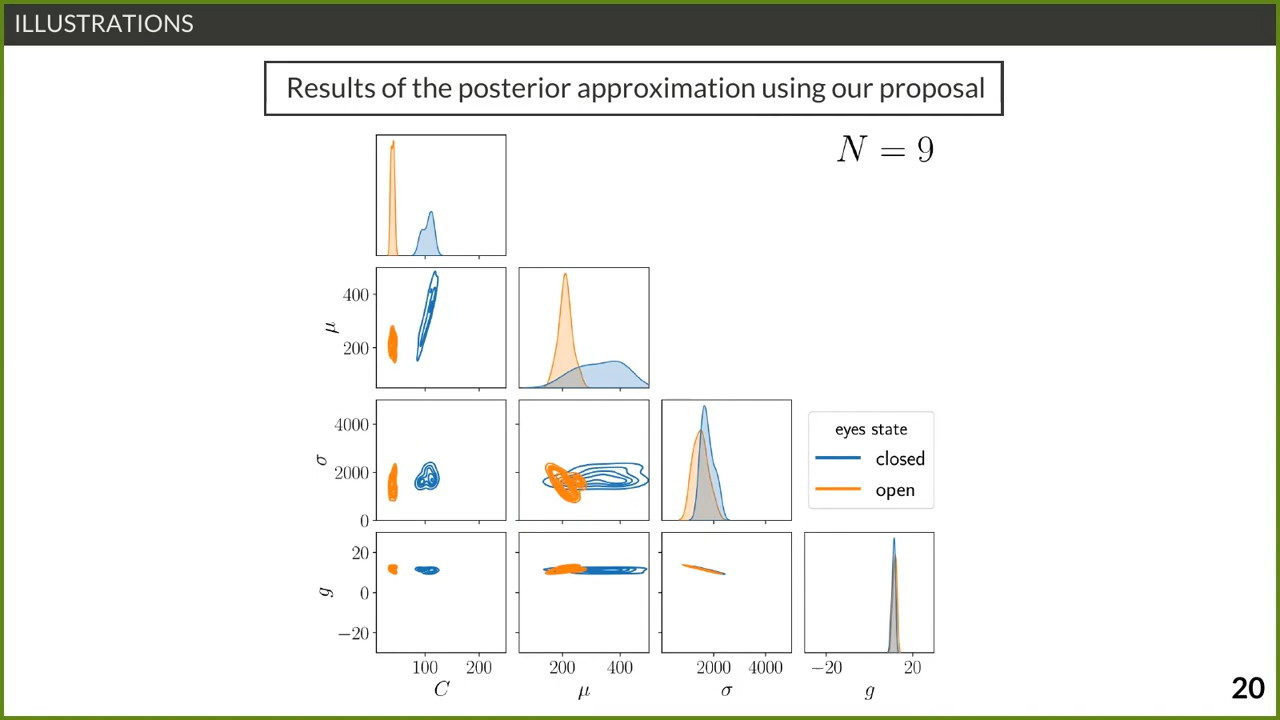 ILLUSTRATIONS
Results of the posterior approximation using our proposal
N = 9
400
200
μ
4000
2000
0
σ
eyes state
closed
open
20
0
−20
g
100 200
C
200 400
μ
2000 4000
σ
−20 20
g
20